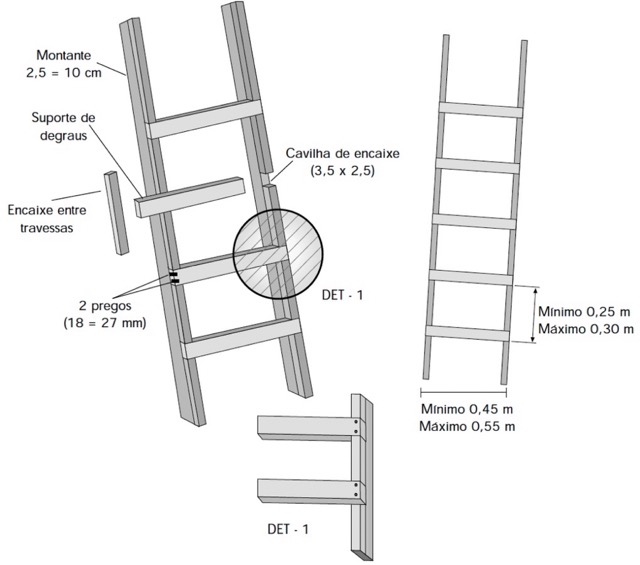 Montante
2,5 = 10 cm
Suporte de
degraus
Cavilha de encaixe
(3,5 x 2,5)
Encaixe entre
travessas
2 pregos
(18 = 27 mm)
DET - 1
Mínimo 0,25 m
Máximo 0,30 m
Mínimo 0,45 m
Máximo 0,55 m
DET - 1